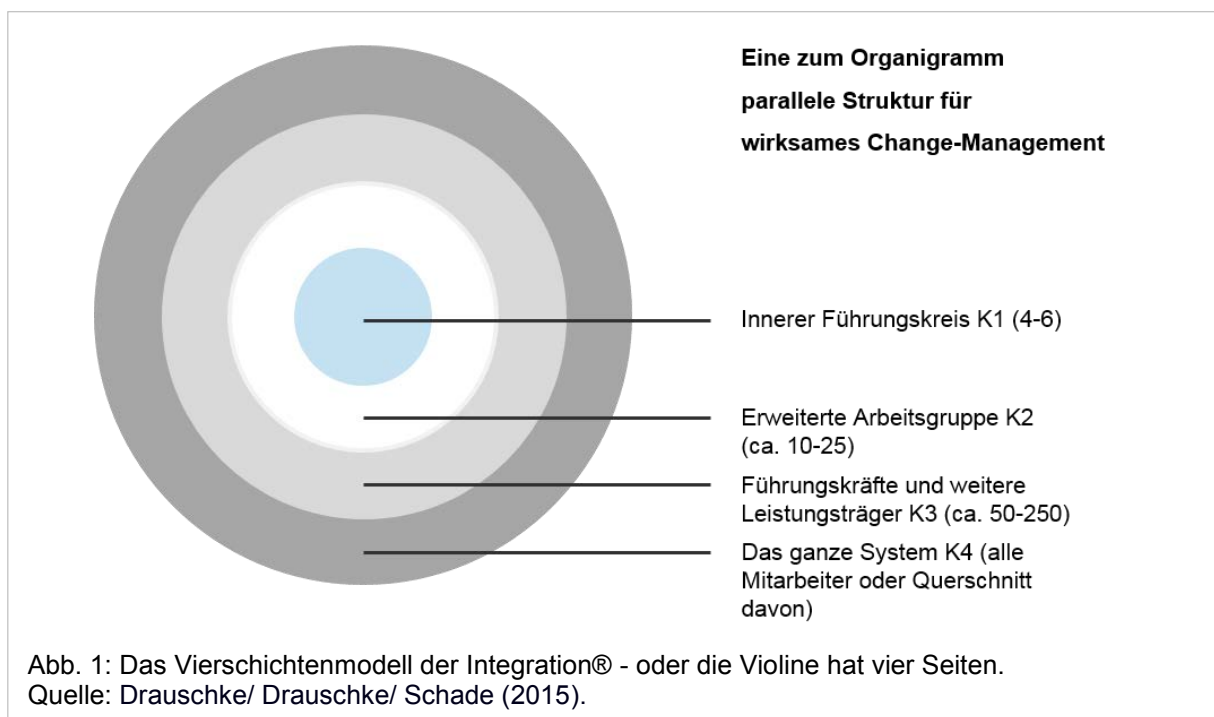 Eine zum Organigramm
parallele Struktur für
wirksames Change-Management
Innerer Führungskreis K1 (4-6)
Erweiterte Arbeitsgruppe K2
(ca. 10-25)
Führungskräfte und weitere
Leistungsträger K3 (ca. 50-250)
Das ganze System K4 (alle
Mitarbeiter oder Querschnitt
davon)
Abb. 1: Das Vierschichtenmodell der Integration® - oder die Violine hat vier Seiten.
Quelle: Drauschke/ Drauschke/ Schade (2015).